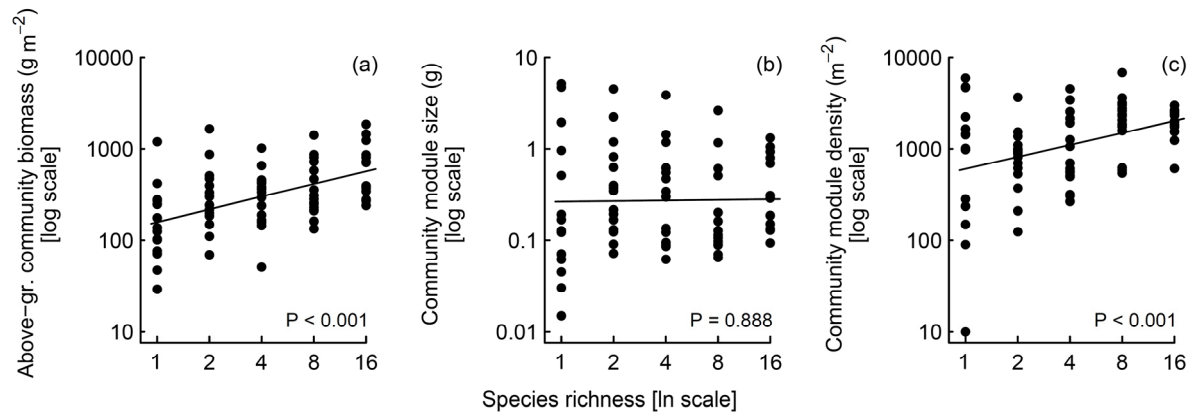 Above−gr. community biomass (g m−2)
[log scale]
10000
1000
100
10
(a)
P < 0.001
1 2 4 8 16
Community module size (g)
[log scale]
10
1
0.1
0.01
(b)
P = 0.888
1 2 4 8 16
Species richness [ln scale]
Community module density (m−2)
[log scale]
10000
1000
100
10
(c)
P < 0.001
1 2 4 8 16